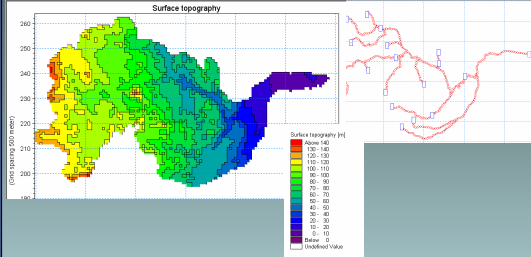 Surface topography
260
250
240
230
220
210
200
190
(Grid spacing 500 meter)
Surface topography [m]
Above 140
130 - 140
120 - 130
110 - 120
100 - 110
90 - 100
80 - 90
70 - 80
60 - 70
50 - 60
40 - 50
30 - 40
20 - 30
10 - 20
0 - 10
Below 0
Undefined Value